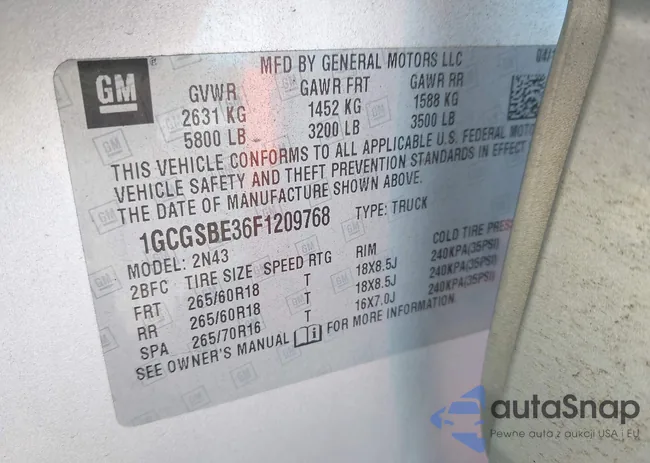 GM
MFD BY GENERAL MOTORS LLC
GVWR GAWR FRT GAWR RR
2631 KG 1452 KG 1588 KG
5800 LB 3200 LB 3500 LB
THIS VEHICLE CONFORMS TO ALL APPLICABLE U.S. FEDERAL
VEHICLE SAFETY AND THEFT PREVENTION STANDARDS IN EFFECT
THE DATE OF MANUFACTURE SHOWN ABOVE.
1GCGSBE36F1209768 TYPE: TRUCK
MODEL: 2N43
2BFC TIRE SIZE SPEED RTG RIM COLD TIRE PRES
FRT 265/60R18 T 18X8.5J 240KPA(35PSI)
RR 265/60R18 T 18X8.5J 240KPA(35PSI)
SPA 265/70R16 T 16X7.0J 240KPA(35PSI)
SEE OWNER'S MANUAL FOR MORE INFORMATION.
autaSnap
Pewne auta z aukcji USA i EU